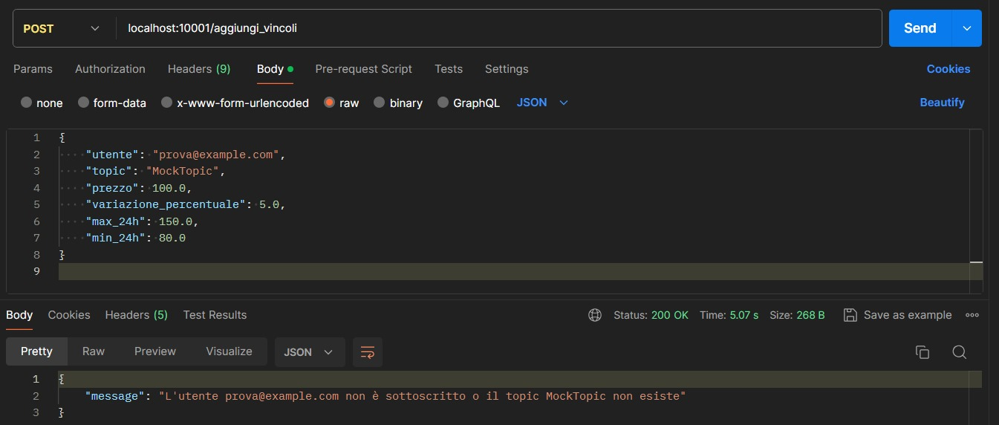 POST localhost:10001/aggiungi_vincoli Send
Params Authorization Headers (9) Body Pre-request Script Tests Settings Cookies
none form-data x-www-form-urlencoded raw binary GraphQL JSON Beautify
1 {
2 ····"utente":·"prova@example.com",
3 ····"topic":·"MockTopic",
4 ····"prezzo":·100.0,
5 ····"variazione_percentuale":·5.0,
6 ····"max_24h":·150.0,
7 ····"min_24h":·80.0
8 }
9
Body Cookies Headers (5) Test Results Status: 200 OK Time: 5.07 s Size: 268 B Save as example
Pretty Raw Preview Visualize JSON
1 {
2 "message": "L'utente prova@example.com non è sottoscritto o il topic MockTopic non esiste"
3 }